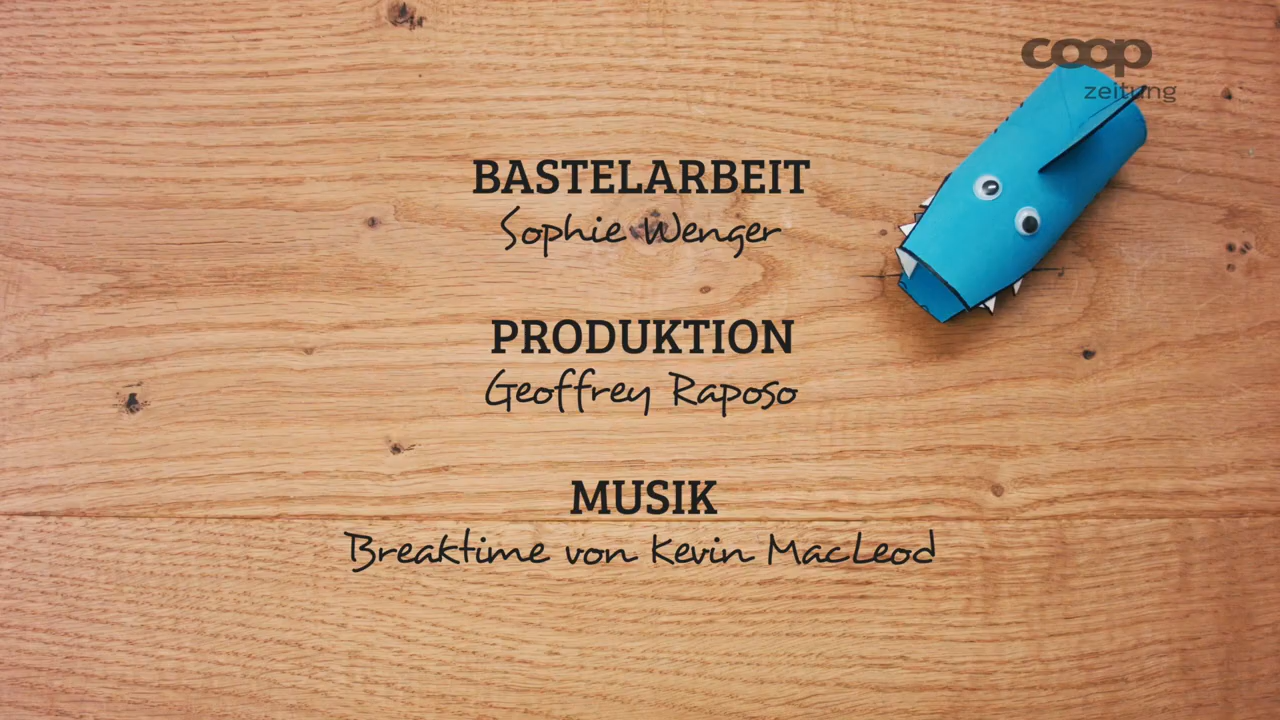 coop
zeitung
BASTELARBEIT
Sophie Wenger
PRODUKTION
Geoffrey Raposo
MUSIK
Breaktime von Kevin MacLeod